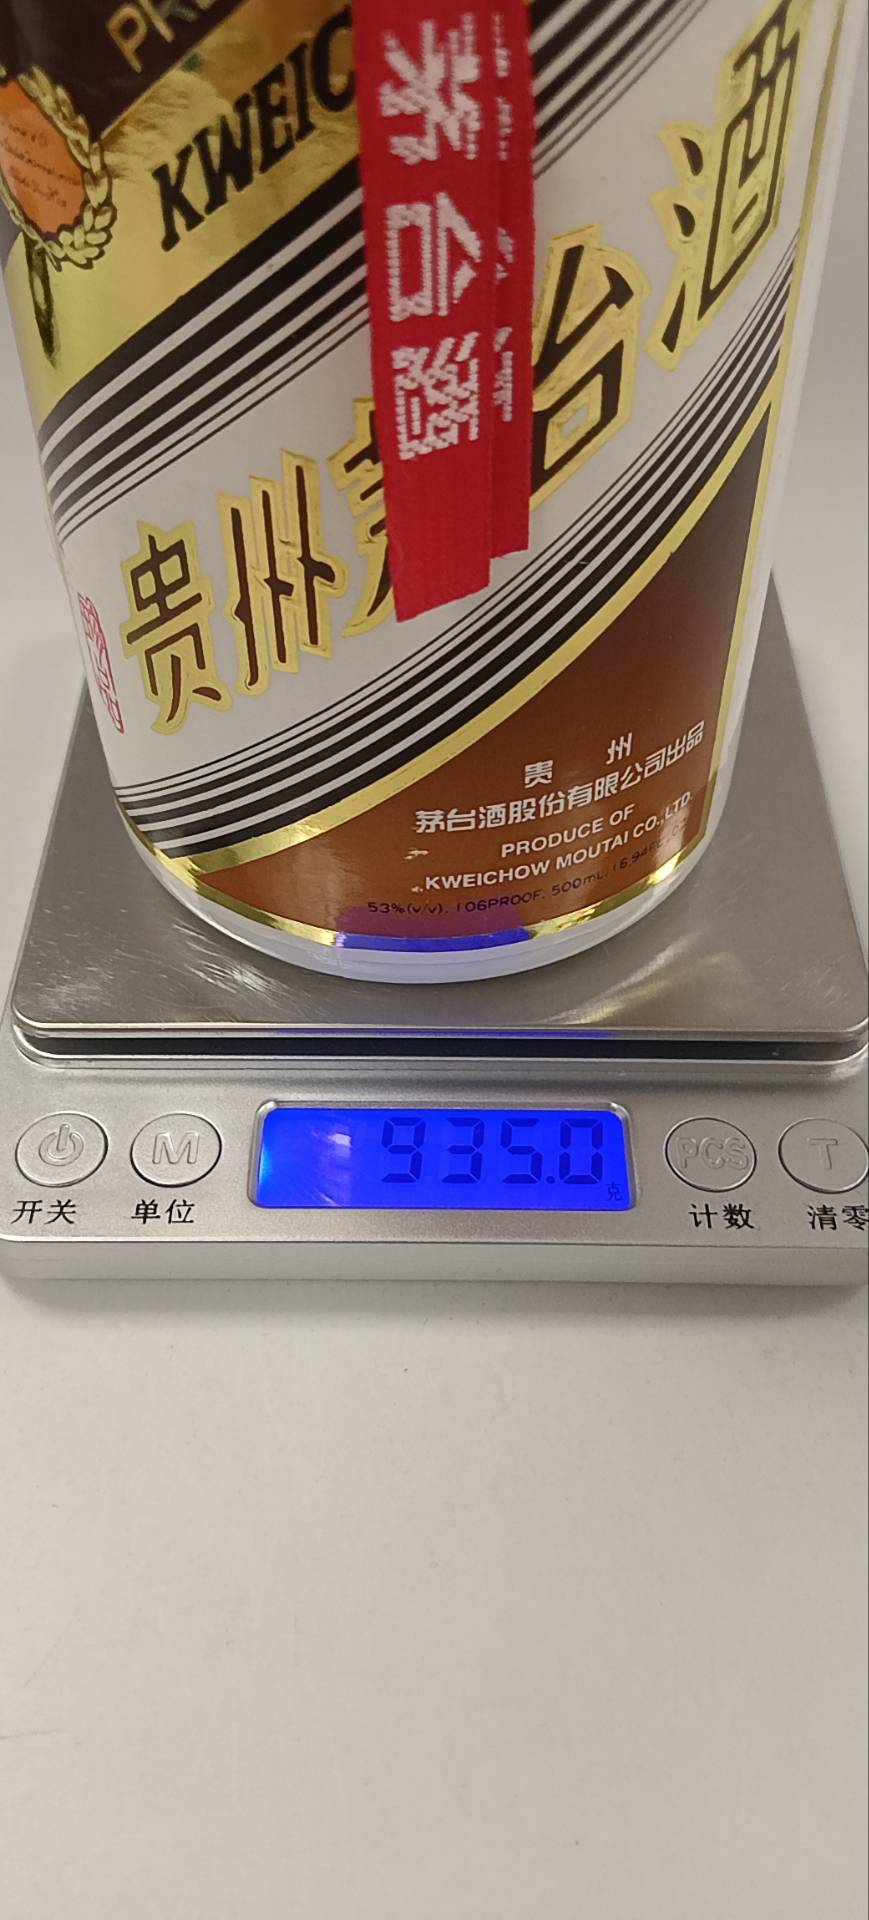 KWEIC
茅台酒
贵州茅台酒
贵 州
茅台酒股份有限公司出品
PRODUCE OF
KWEICHOW MOUTAI CO.,LTD.
53%(v/v). 106PROOF. 500mL.
935.0
克
M
PCS
T
开关
单位
计数
清零